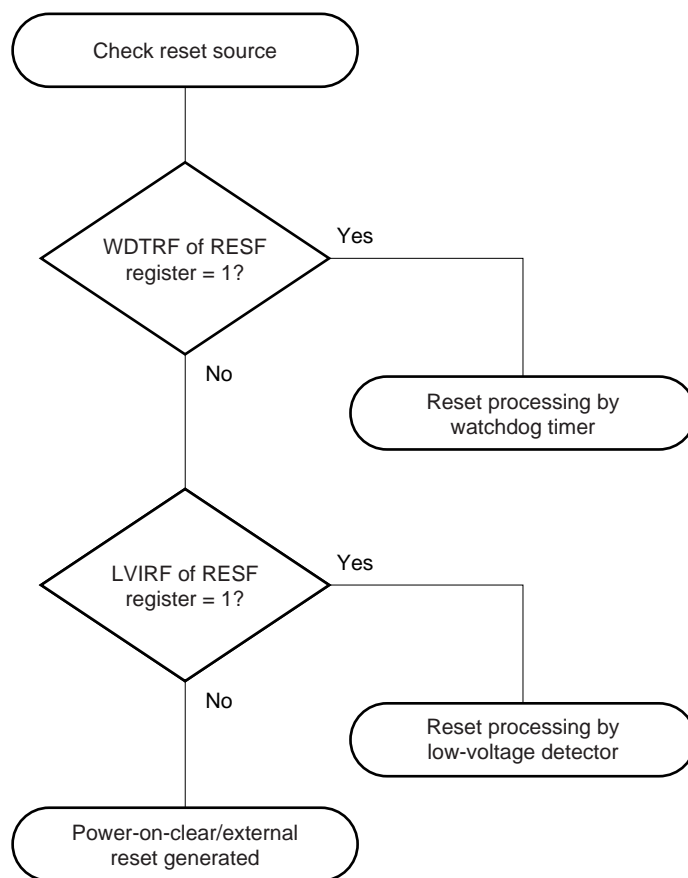 Check reset source
WDTRF of RESF
register = 1?
Yes
No
Reset processing by
watchdog timer
LVIRF of RESF
register = 1?
Yes
No
Reset processing by
low-voltage detector
Power-on-clear/external
reset generated